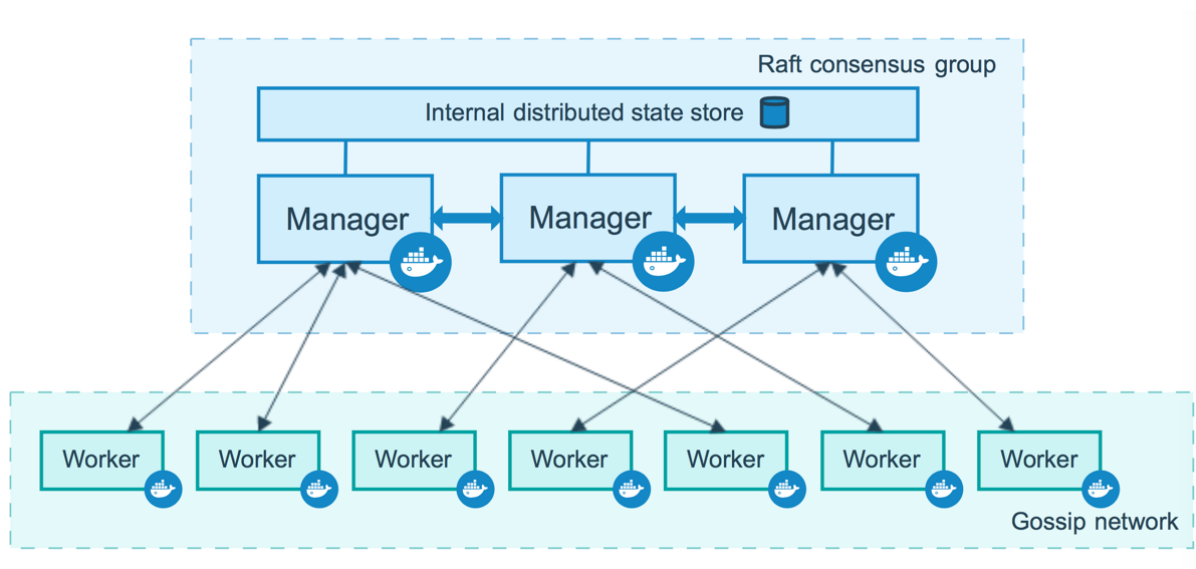 Raft consensus group
Internal distributed state store
Manager
Manager
Manager
Worker
Worker
Worker
Worker
Worker
Worker
Worker
Gossip network